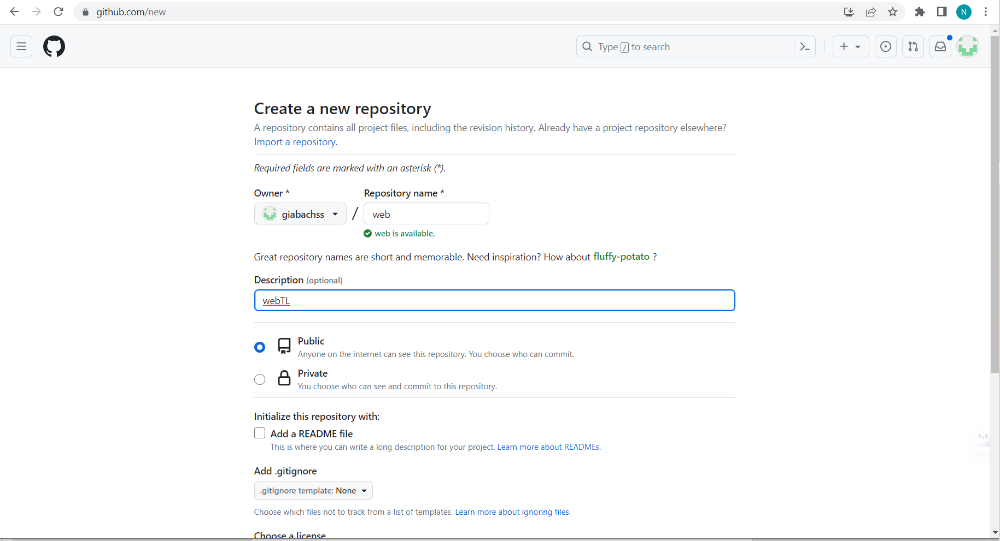 github.com/new
Type / to search
N
Create a new repository
A repository contains all project files, including the revision history. Already have a project repository elsewhere?
Import a repository.
Required fields are marked with an asterisk (*).
Owner * Repository name *
giabachss / web
web is available.
Great repository names are short and memorable. Need inspiration? How about fluffy-potato ?
Description (optional)
webTL
Public
Anyone on the internet can see this repository. You choose who can commit.
Private
You choose who can see and commit to this repository.
Initialize this repository with:
Add a README file
This is where you can write a long description for your project. Learn more about READMEs.
Add .gitignore
.gitignore template: None
Choose which files not to track from a list of templates. Learn more about ignoring files.
Choose a license